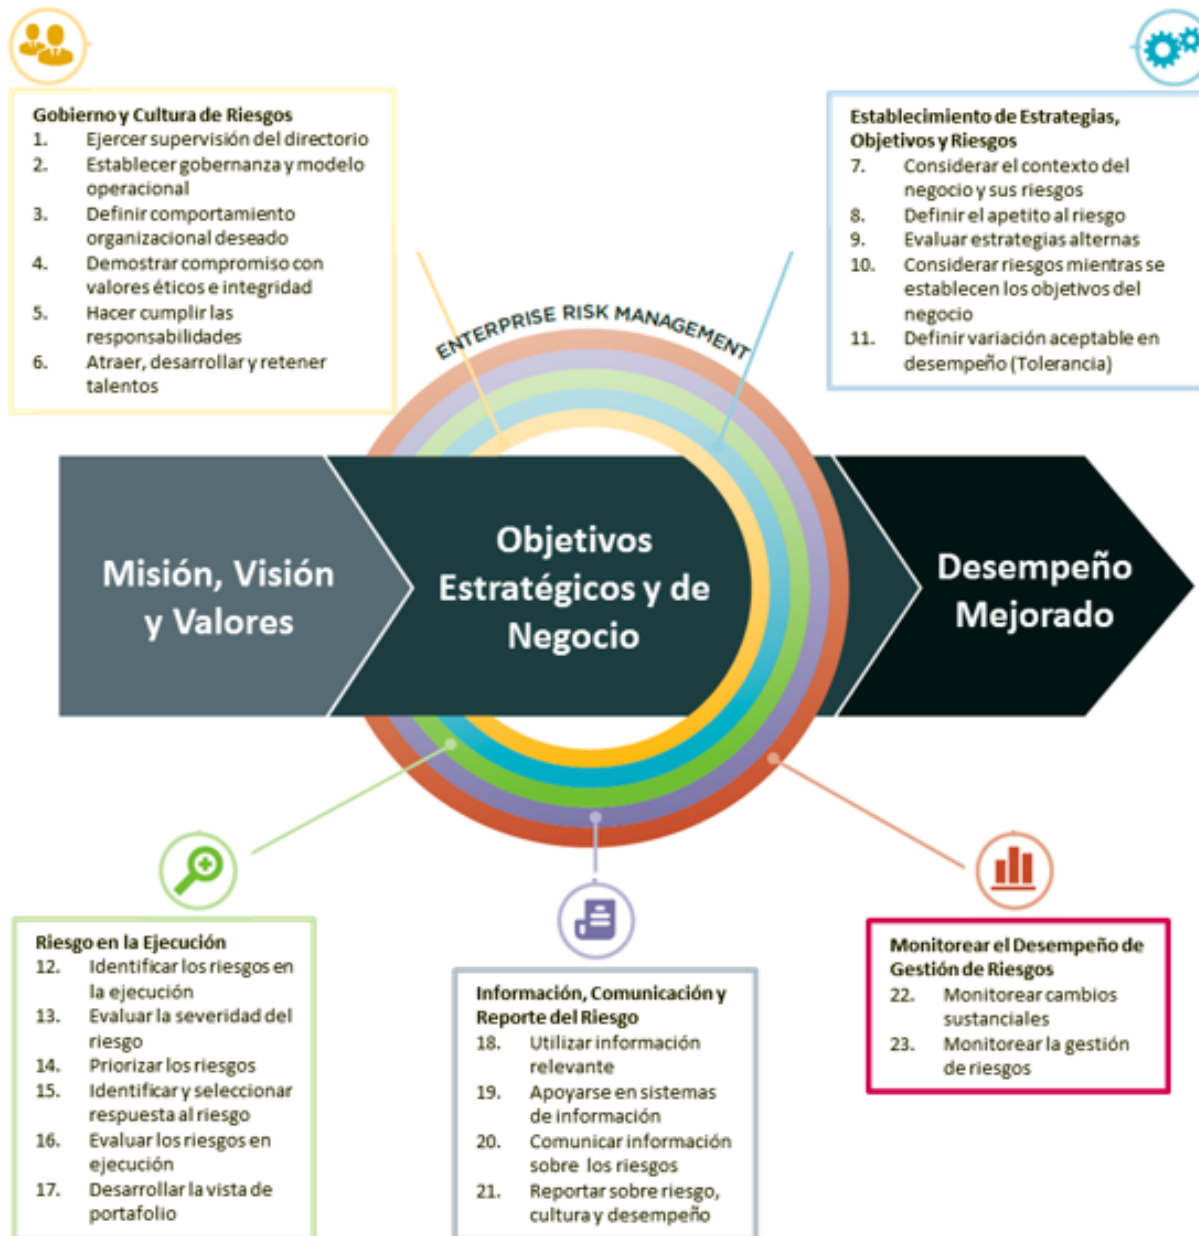 Gobierno y Cultura de Riesgos
1. Ejercer supervisión del directorio
2. Establecer gobernanza y modelo
operacional
3. Definir comportamiento
organizacional deseado
4. Demostrar compromiso con
valores éticos e integridad
5. Hacer cumplir las
responsabilidades
6. Atraer, desarrollar y retener
talentos
Establecimiento de Estrategias,
Objetivos y Riesgos
7. Considerar el contexto del
negocio y sus riesgos
8. Definir el apetito al riesgo
9. Evaluar estrategias alternas
10. Considerar riesgos mientras se
establecen los objetivos del
negocio
11. Definir variación aceptable en
desempeño (Tolerancia)
ENTERPRISE RISK MANAGEMENT
Misión, Visión
y Valores
Objetivos
Estratégicos y de
Negocio
Desempeño
Mejorado
Riesgo en la Ejecución
12. Identificar los riesgos en
la ejecución
13. Evaluar la severidad del
riesgo
14. Priorizar los riesgos
15. Identificar y seleccionar
respuesta al riesgo
16. Evaluar los riesgos en
ejecución
17. Desarrollar la vista de
portafolio
Información, Comunicación y
Reporte del Riesgo
18. Utilizar información
relevante
19. Apoyarse en sistemas
de información
20. Comunicar información
sobre los riesgos
21. Reportar sobre riesgo,
cultura y desempeño
Monitorear el Desempeño de
Gestión de Riesgos
22. Monitorear cambios
sustanciales
23. Monitorear la gestión
de riesgos